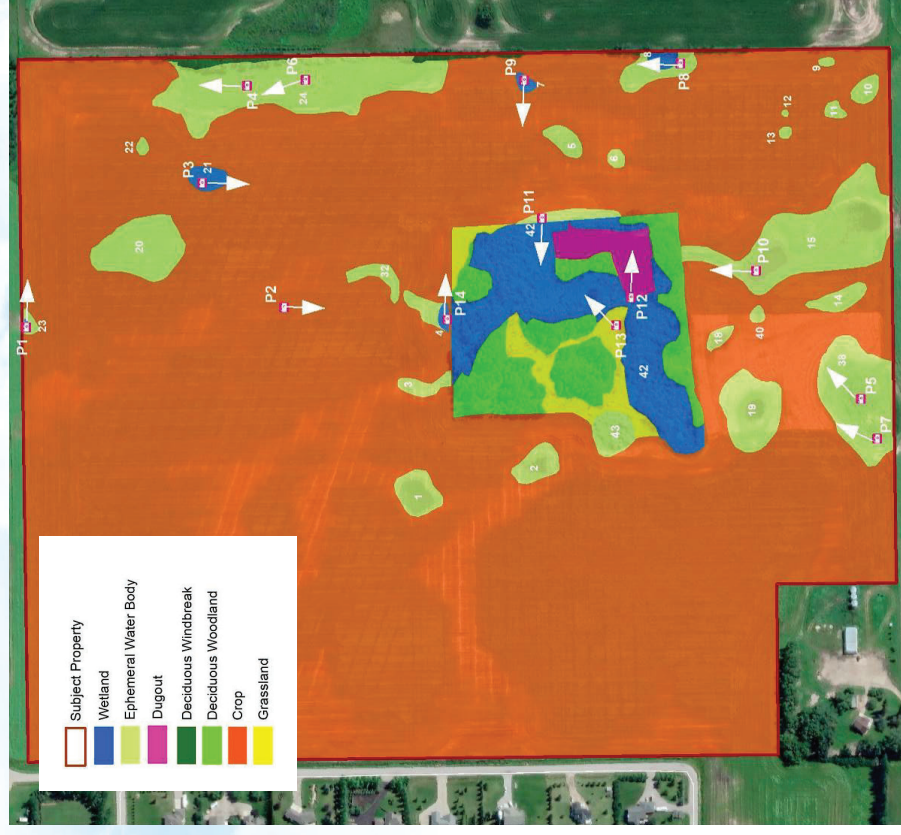 P1
23
P2
20
22
P3
21
P4
P6
24
P9
7
8
P8
9
10
11
12
13
5
6
P11
42
32
4
P14
3
1
2
43
P13
P12
42
15
P10
14
40
18
19
38
P5
P7
Subject Property
Wetland
Ephemeral Water Body
Dugout
Deciduous Windbreak
Deciduous Woodland
Crop
Grassland